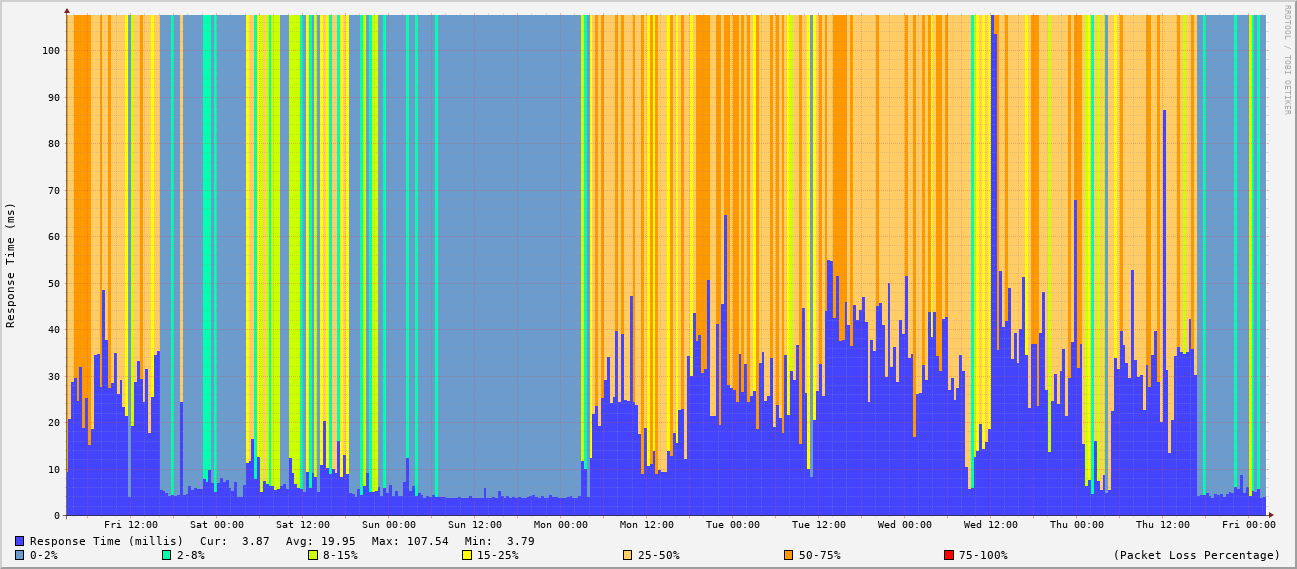 RRDTOOL / TOBI OETIKER
Response Time (ms)
100
90
80
70
60
50
40
30
20
10
0
Fri 12:00 Sat 00:00 Sat 12:00 Sun 00:00 Sun 12:00 Mon 00:00 Mon 12:00 Tue 00:00 Tue 12:00 Wed 00:00 Wed 12:00 Thu 00:00 Thu 12:00 Fri 00:00
Response Time (millis) Cur: 3.87 Avg: 19.95 Max: 107.54 Min: 3.79
0-2% 2-8% 8-15% 15-25% 25-50% 50-75% 75-100% (Packet Loss Percentage)